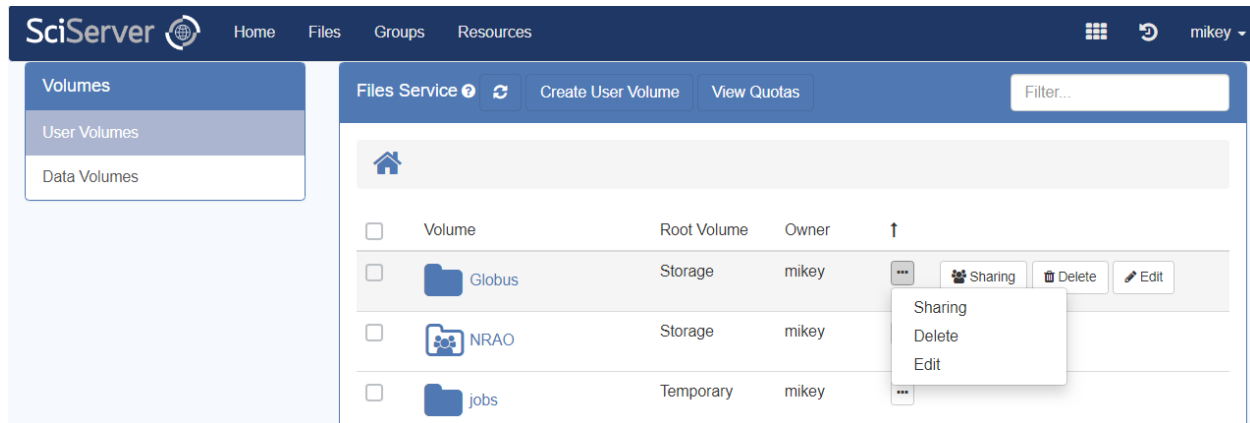 SciServer Home Files Groups Resources mikey
Volumes
User Volumes
Data Volumes
Files Service Create User Volume View Quotas Filter...
Volume Root Volume Owner ↑
Globus Storage mikey ... Sharing Delete Edit
Sharing
Delete
Edit
NRAO Storage mikey
jobs Temporary mikey ...